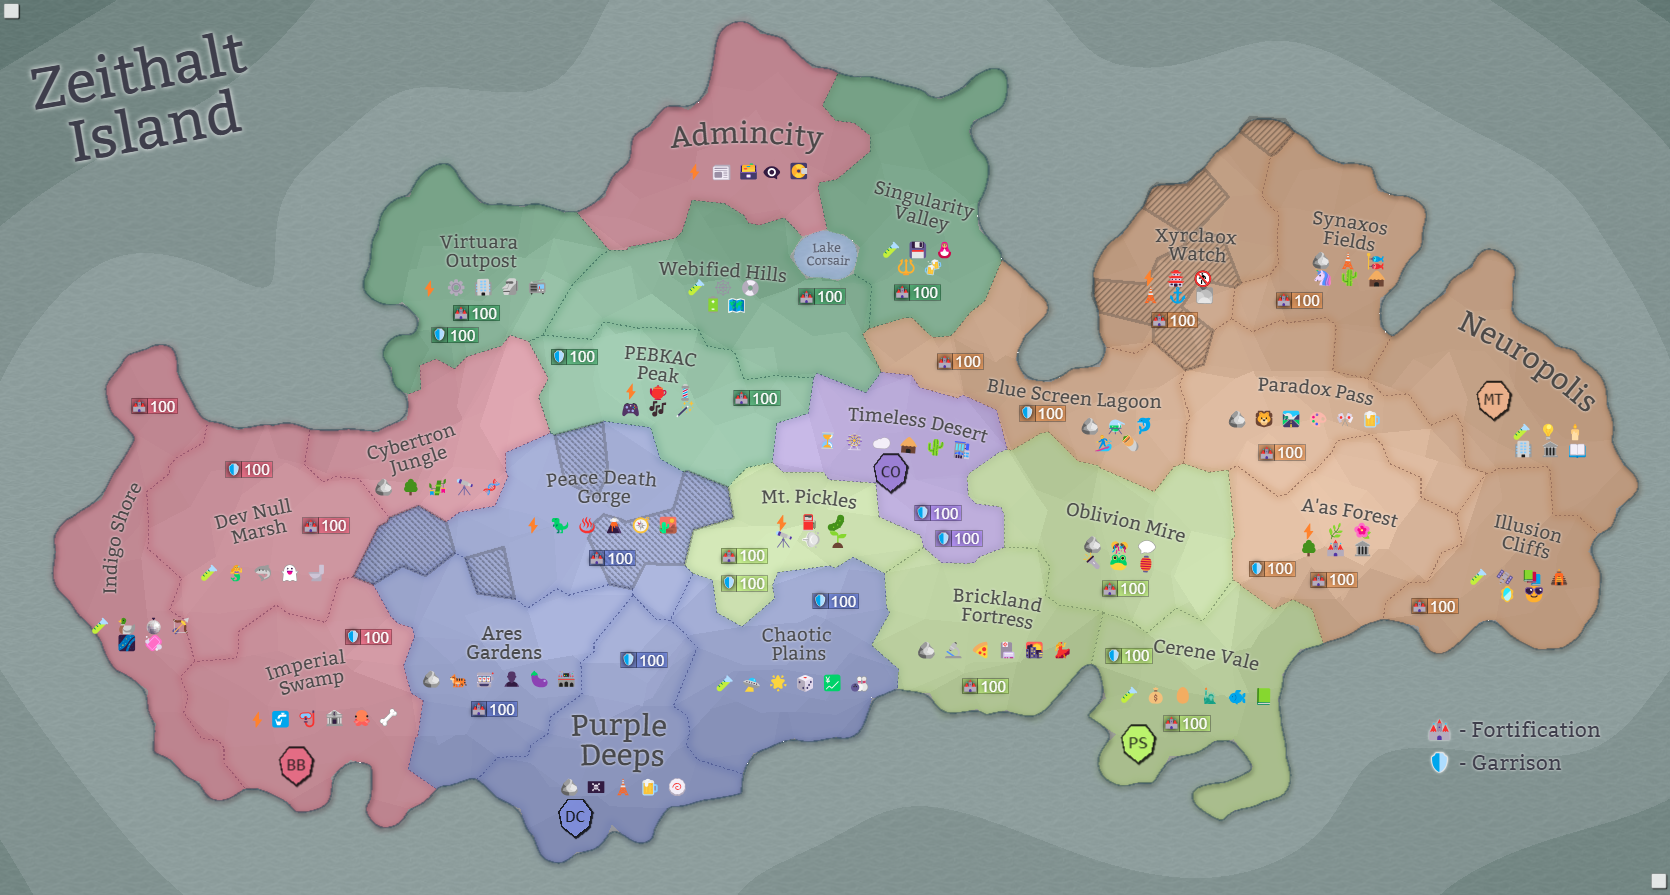 Zeithalt
Island
Admincity
Singularity
Valley
100
Lake
Corsair
Virtuara
Outpost
100
100
Webified Hills
100
PEBKAC
Peak
100
100
Xyrclaox
Watch
100
Synaxos
Fields
100
Neuropolis
MT
Blue Screen Lagoon
100
100
Paradox Pass
100
A'as Forest
100
100
Illusion
Cliffs
100
Timeless Desert
CO
100
100
Indigo Shore
100
Cybertron
Jungle
Dev Null
Marsh
100
100
Imperial
Swamp
100
BB
Peace Death
Gorge
100
Mt. Pickles
100
100
Oblivion Mire
100
Brickland
Fortress
100
Cerene Vale
100
100
PS
Ares
Gardens
100
Chaotic
Plains
100
Purple
Deeps
100
DC
- Fortification
- Garrison